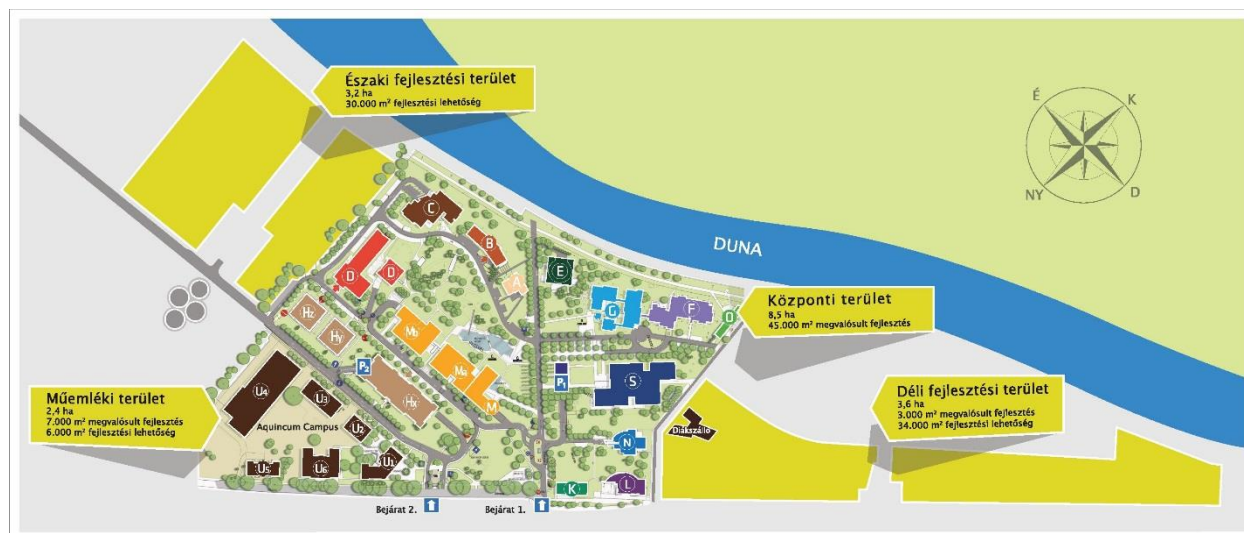 Északi fejlesztési terület
3,2 ha
30.000 m² fejlesztési lehetőség
É
K
NY
D
DUNA
C
B
A
E
D
D
G
F
O
Központi terület
8,5 ha
45.000 m² megvalósult fejlesztés
Hz
Hy
Mb
Ma
M
P2
Hx
P1
S
U4
U3
U2
Aquincum Campus
U5
U6
U1
Műemléki terület
2,4 ha
7.000 m² megvalósult fejlesztés
6.000 m² fejlesztési lehetőség
Déli fejlesztési terület
3,6 ha
3.000 m² megvalósult fejlesztés
34.000 m² fejlesztési lehetőség
Diákszálló
N
K
L
Bejárat 2.
Bejárat 1.